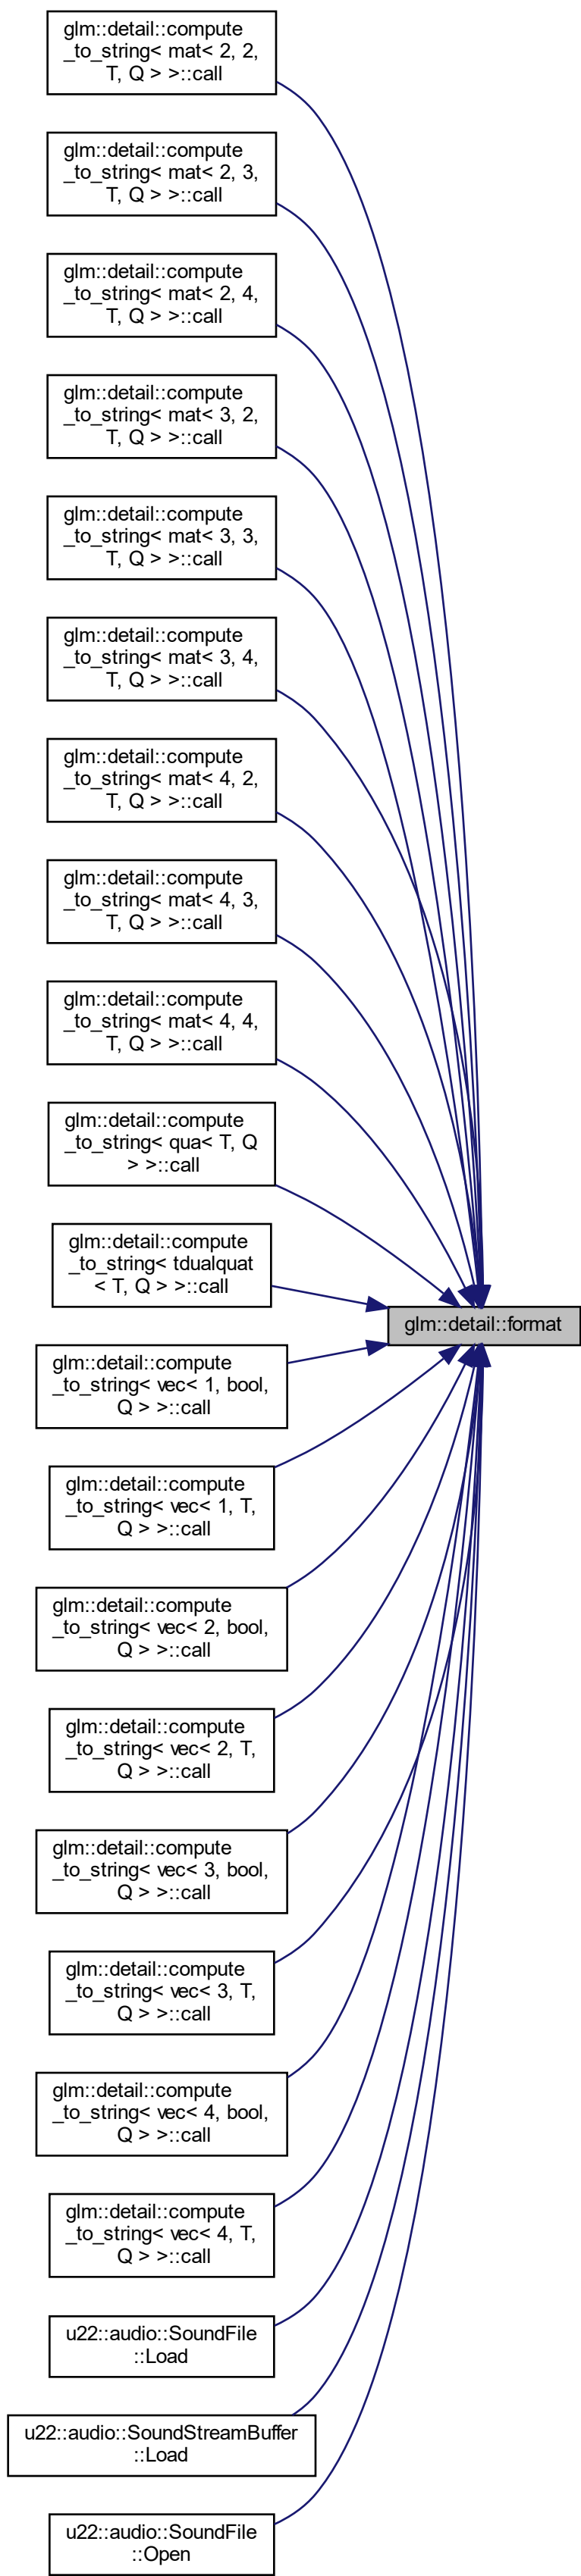 glm::detail::compute
_to_string< mat< 2, 2,
T, Q > >::call
glm::detail::compute
_to_string< mat< 2, 3,
T, Q > >::call
glm::detail::compute
_to_string< mat< 2, 4,
T, Q > >::call
glm::detail::compute
_to_string< mat< 3, 2,
T, Q > >::call
glm::detail::compute
_to_string< mat< 3, 3,
T, Q > >::call
glm::detail::compute
_to_string< mat< 3, 4,
T, Q > >::call
glm::detail::compute
_to_string< mat< 4, 2,
T, Q > >::call
glm::detail::compute
_to_string< mat< 4, 3,
T, Q > >::call
glm::detail::compute
_to_string< mat< 4, 4,
T, Q > >::call
glm::detail::compute
_to_string< qua< T, Q
> >::call
glm::detail::compute
_to_string< tdualquat
< T, Q > >::call
glm::detail::format
glm::detail::compute
_to_string< vec< 1, bool,
Q > >::call
glm::detail::compute
_to_string< vec< 1, T,
Q > >::call
glm::detail::compute
_to_string< vec< 2, bool,
Q > >::call
glm::detail::compute
_to_string< vec< 2, T,
Q > >::call
glm::detail::compute
_to_string< vec< 3, bool,
Q > >::call
glm::detail::compute
_to_string< vec< 3, T,
Q > >::call
glm::detail::compute
_to_string< vec< 4, bool,
Q > >::call
glm::detail::compute
_to_string< vec< 4, T,
Q > >::call
u22::audio::SoundFile
::Load
u22::audio::SoundStreamBuffer
::Load
u22::audio::SoundFile
::Open